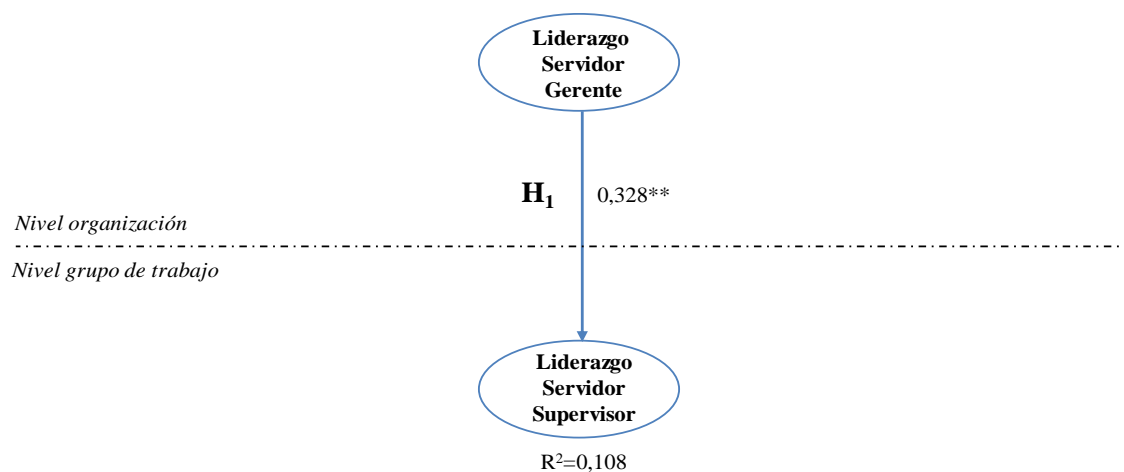 Liderazgo
Servidor
Gerente
H₁ 0,328**
Nivel organización
Nivel grupo de trabajo
Liderazgo
Servidor
Supervisor
R²=0,108